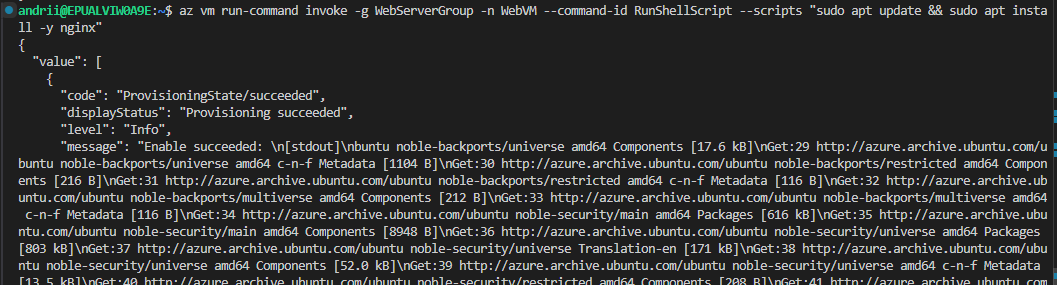 andrii@EPUALVIW0A9E:~$ az vm run-command invoke -g WebServerGroup -n WebVM --command-id RunShellScript --scripts "sudo apt update && sudo apt insta
ll -y nginx"
{
  "value": [
    {
      "code": "ProvisioningState/succeeded",
      "displayStatus": "Provisioning succeeded",
      "level": "Info",
      "message": "Enable succeeded: \n[stdout]\nbuntu noble-backports/universe amd64 Components [17.6 kB]\nGet:29 http://azure.archive.ubuntu.com/u
buntu noble-backports/universe amd64 c-n-f Metadata [1104 B]\nGet:30 http://azure.archive.ubuntu.com/ubuntu noble-backports/restricted amd64 Compon
ents [216 B]\nGet:31 http://azure.archive.ubuntu.com/ubuntu noble-backports/restricted amd64 c-n-f Metadata [116 B]\nGet:32 http://azure.archive.ub
untu.com/ubuntu noble-backports/multiverse amd64 Components [212 B]\nGet:33 http://azure.archive.ubuntu.com/ubuntu noble-backports/multiverse amd64
 c-n-f Metadata [116 B]\nGet:34 http://azure.archive.ubuntu.com/ubuntu noble-security/main amd64 Packages [616 kB]\nGet:35 http://azure.archive.ubu
ntu.com/ubuntu noble-security/main amd64 Components [8948 B]\nGet:36 http://azure.archive.ubuntu.com/ubuntu noble-security/universe amd64 Packages
[803 kB]\nGet:37 http://azure.archive.ubuntu.com/ubuntu noble-security/universe Translation-en [171 kB]\nGet:38 http://azure.archive.ubuntu.com/ubu
ntu noble-security/universe amd64 Components [52.0 kB]\nGet:39 http://azure.archive.ubuntu.com/ubuntu noble-security/universe amd64 c-n-f Metadata
[13.5 kB]\nGet:40 http://azure.archive.ubuntu.com/ubuntu noble-security/restricted amd64 Components [208 B]\nGet:41 http://azure.archive.ubuntu.com